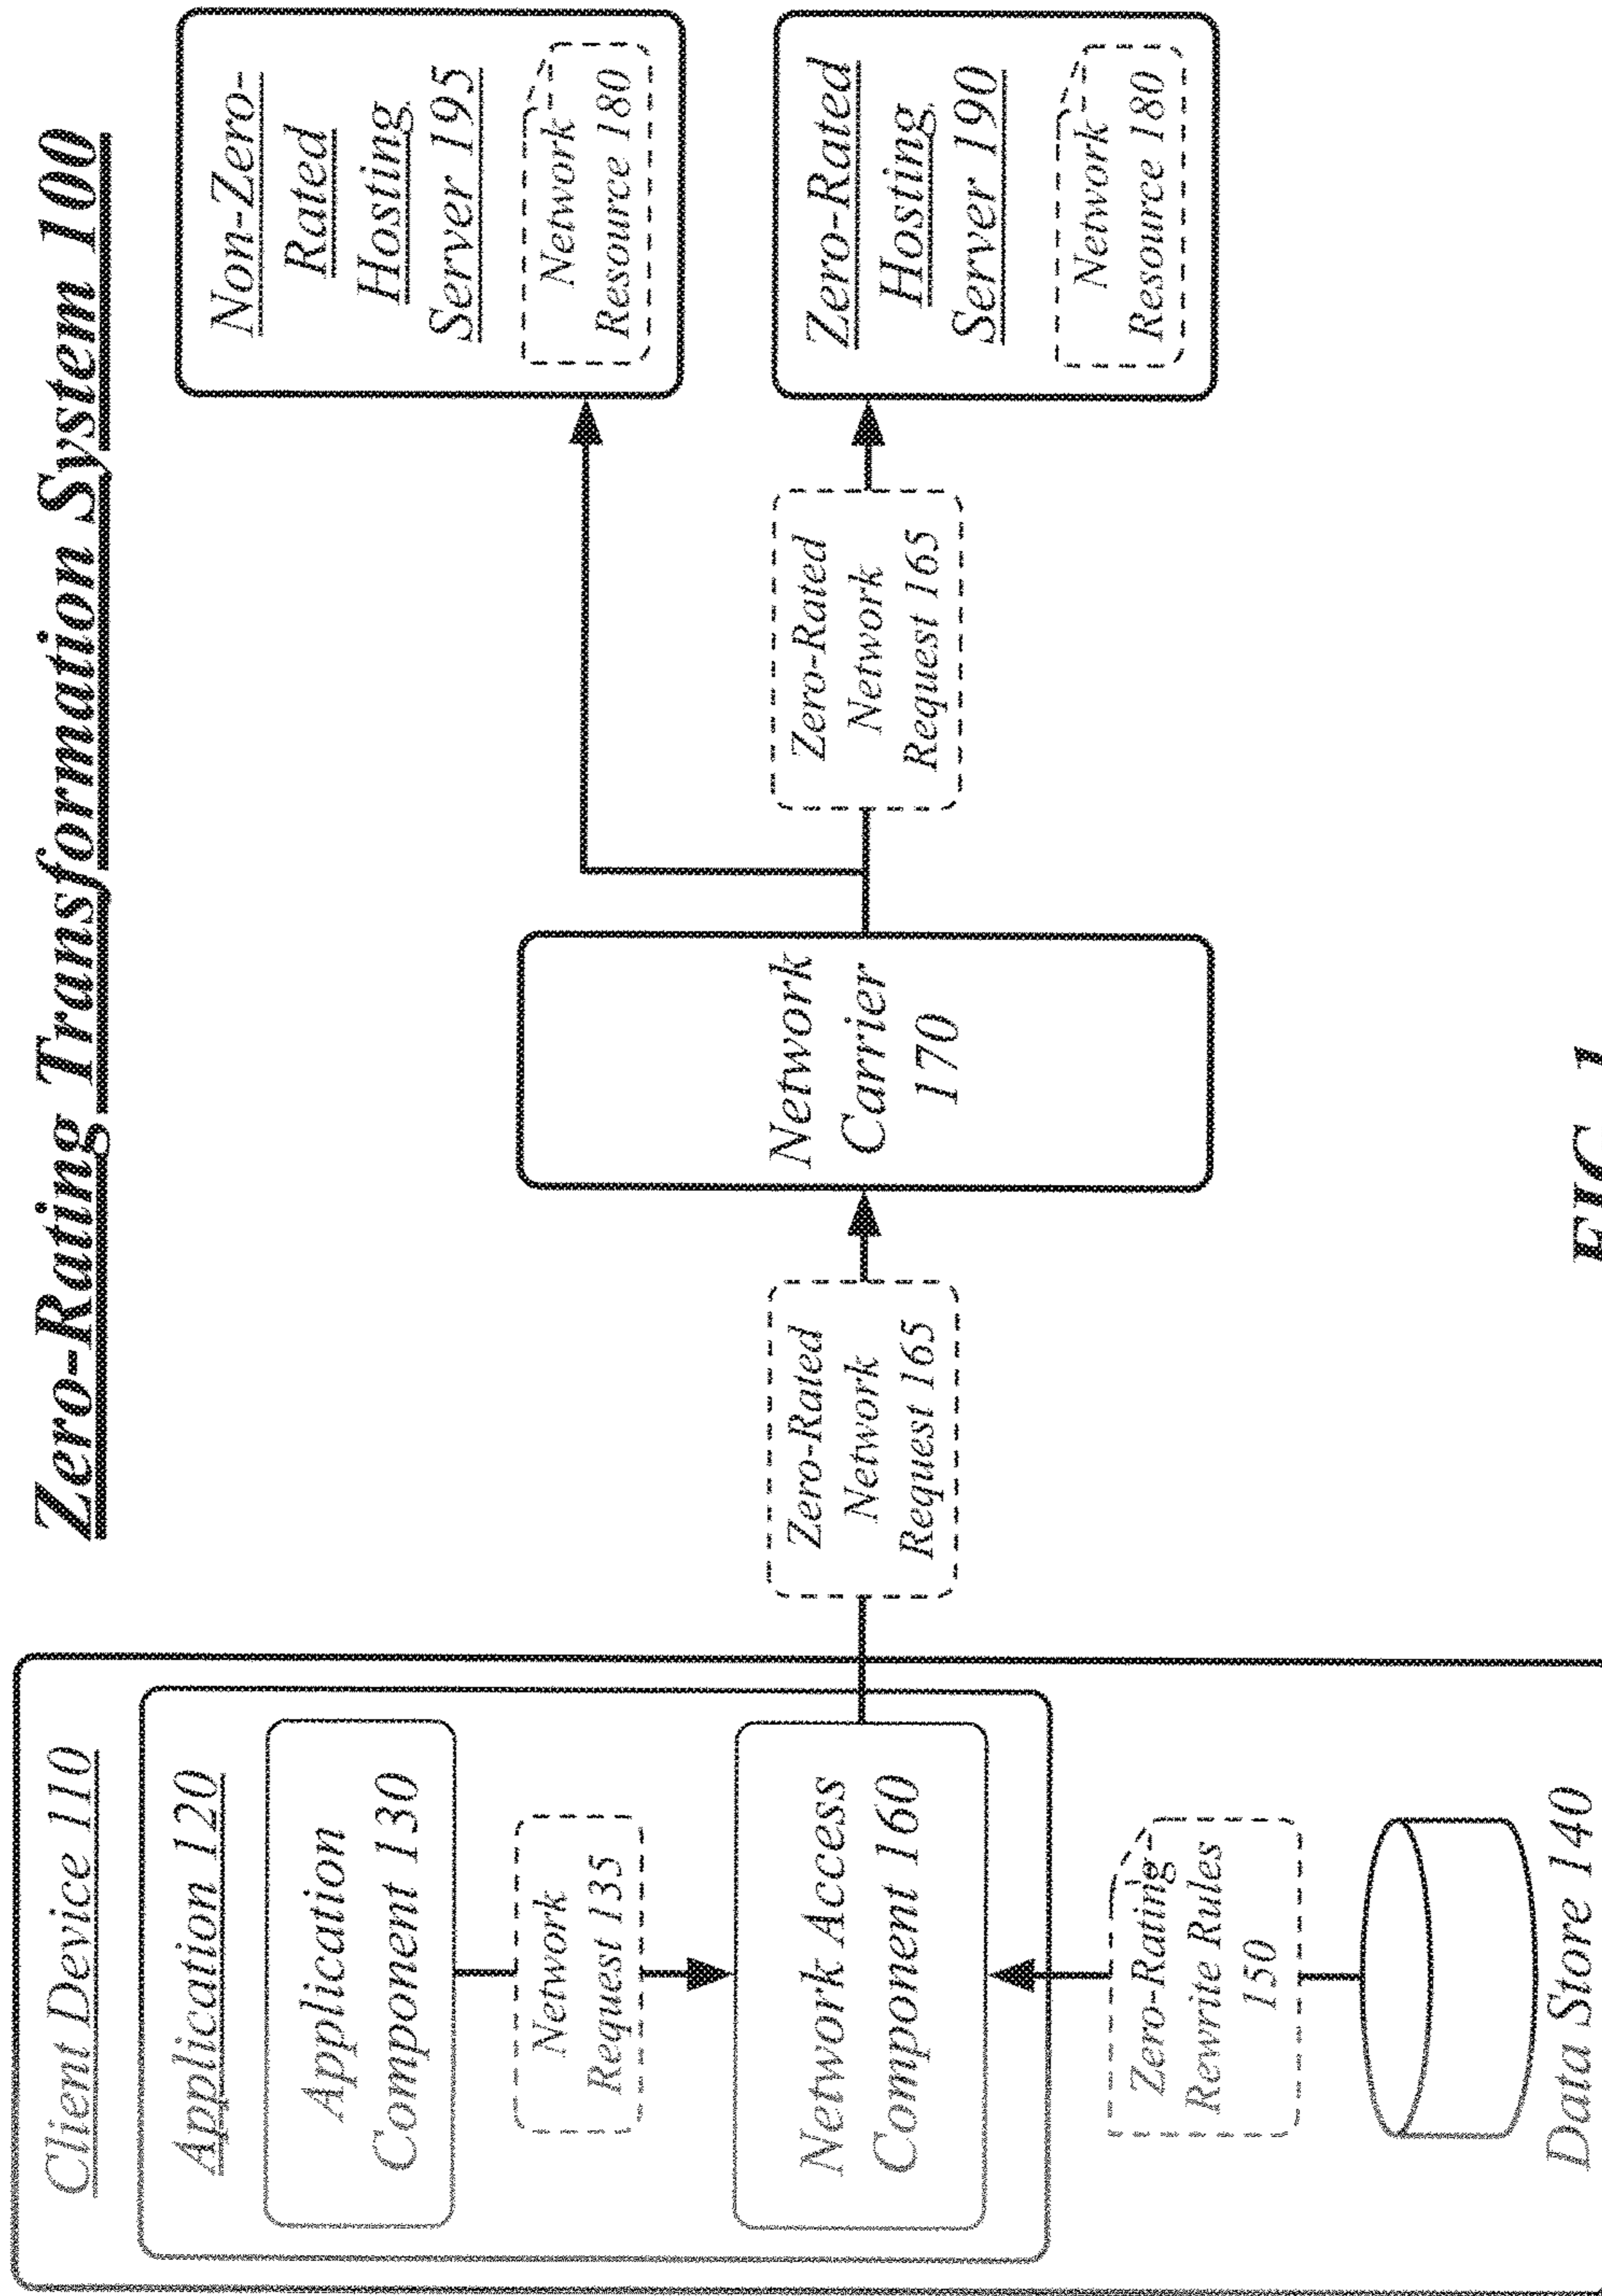 Zero-Rating Transformation System 100
Client Device 110
Application 120
Application
Component 130
Network
Request 135
Network Access
Component 160
Zero-Rating
Rewrite Rules
150
Data Store 140
Zero-Rated
Network
Request 165
Network
Carrier
170
Zero-Rated
Network
Request 165
Non-Zero-
Rated
Hosting
Server 195
Network
Resource 180
Zero-Rated
Hosting
Server 190
Network
Resource 180
FIG. 1